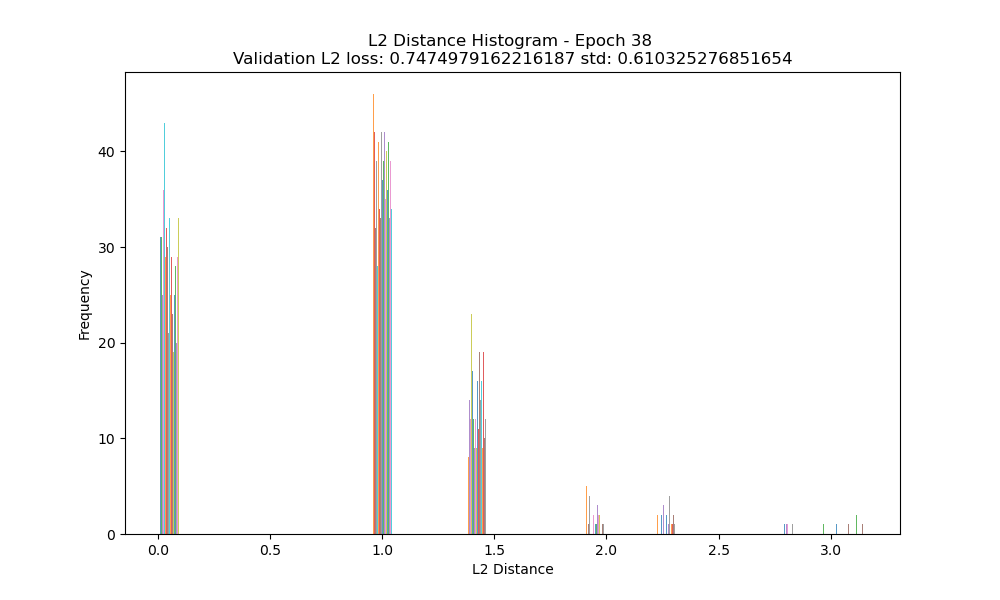 L2 Distance Histogram - Epoch 38
Validation L2 loss: 0.7474979162216187 std: 0.610325276851654
Frequency
40
30
20
10
0
0.0 0.5 1.0 1.5 2.0 2.5 3.0
L2 Distance